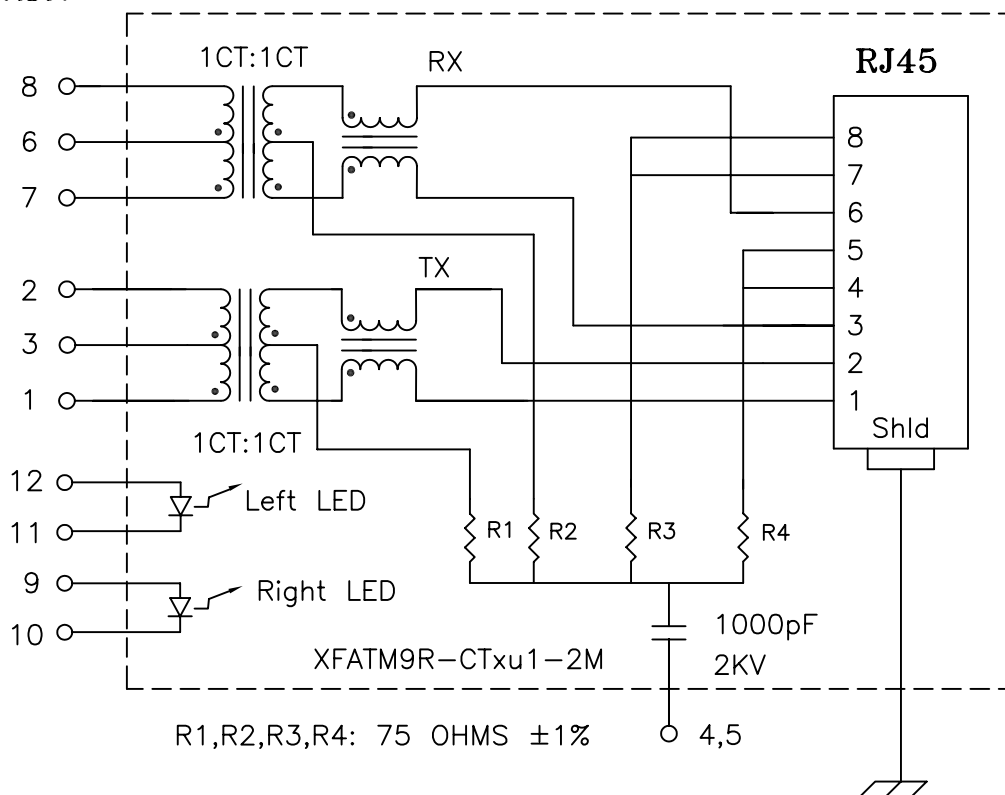 1CT:1CT
RX
RJ45
8
6
7
8
7
6
5
4
3
2
1
Shld
2
3
1
TX
1CT:1CT
12
11
Left LED
9
10
Right LED
R1
R2
R3
R4
1000pF
2KV
XFATM9R-CTxu1-2M
R1,R2,R3,R4: 75 OHMS ±1%
4,5